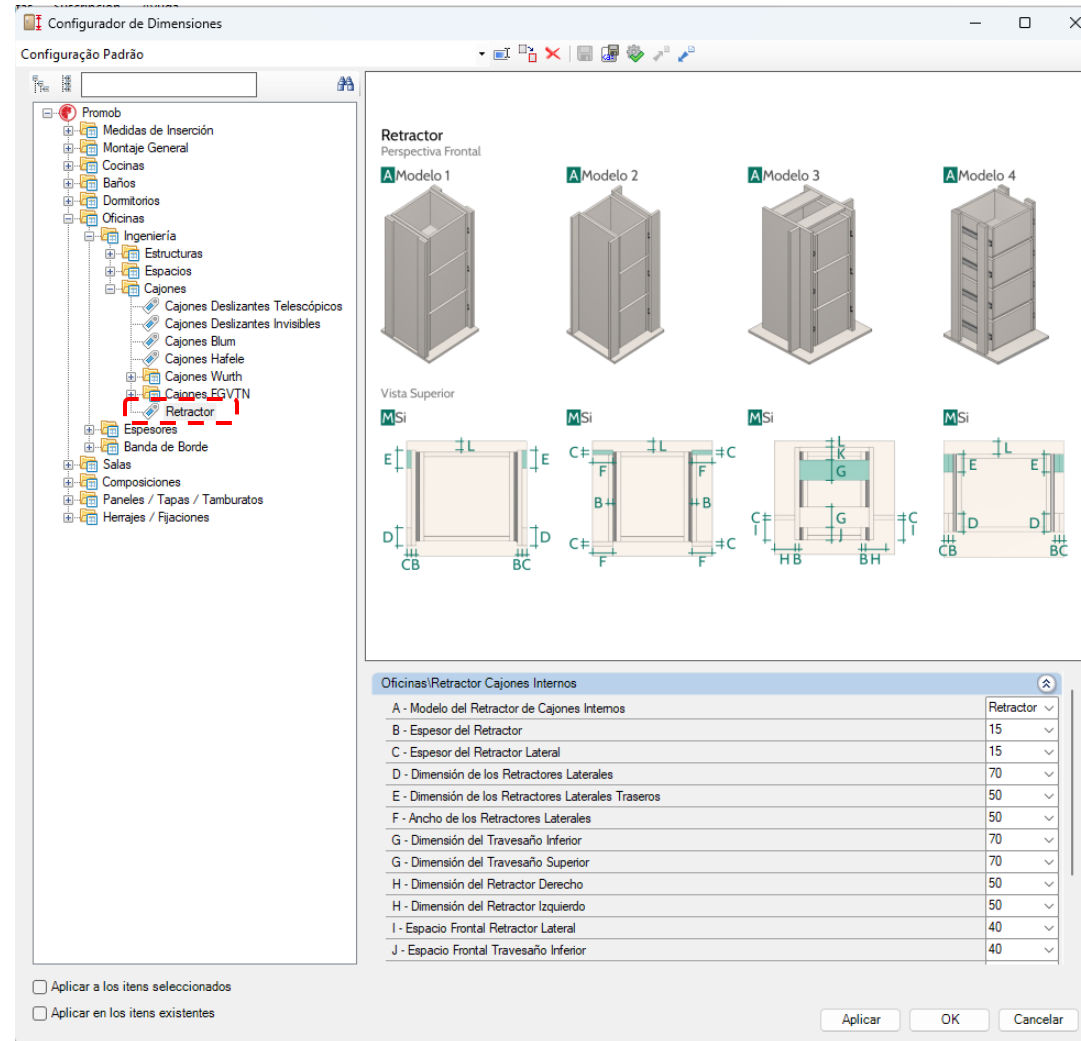 Configurador de Dimensiones
Configuração Padrão
Promob
Medidas de Inserción
Montaje General
Cocinas
Baños
Dormitorios
Oficinas
Ingeniería
Estructuras
Espacios
Cajones
Cajones Deslizantes Telescópicos
Cajones Deslizantes Invisibles
Cajones Blum
Cajones Hafele
Cajones Wurth
Cajones FGVTN
Retractor
Espesores
Banda de Borde
Salas
Composiciones
Paneles / Tapas / Tamburatos
Herrajes / Fijaciones
Retractor
Perspectiva Frontal
A Modelo 1
A Modelo 2
A Modelo 3
A Modelo 4
Vista Superior
M Si
M Si
M Si
M Si
L
E
E
D
D
CB
BC
L
C
C
F
F
B
B
C
C
F
F
L
K
G
C
G
C
I
J
I
H B
B H
L
E
E
D
D
CB
BC
Oficinas\Retractor Cajones Internos
A - Modelo del Retractor de Cajones Internos Retractor
B - Espesor del Retractor 15
C - Espesor del Retractor Lateral 15
D - Dimensión de los Retractores Laterales 70
E - Dimensión de los Retractores Laterales Traseros 50
F - Ancho de los Retractores Laterales 50
G - Dimensión del Travesaño Inferior 70
G - Dimensión del Travesaño Superior 70
H - Dimensión del Retractor Derecho 50
H - Dimensión del Retractor Izquierdo 50
I - Espacio Frontal Retractor Lateral 40
J - Espacio Frontal Travesaño Inferior 40
Aplicar a los itens seleccionados
Aplicar en los itens existentes
Aplicar
OK
Cancelar